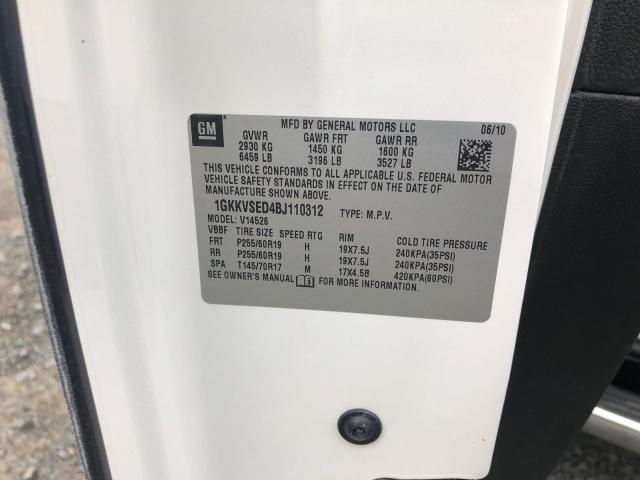 GM
MFD BY GENERAL MOTORS LLC 06/10
GVWR GAWR FRT GAWR RR
2930 KG 1450 KG 1600 KG
6459 LB 3196 LB 3527 LB
THIS VEHICLE CONFORMS TO ALL APPLICABLE U.S. FEDERAL MOTOR
VEHICLE SAFETY STANDARDS IN EFFECT ON THE DATE OF
MANUFACTURE SHOWN ABOVE.
1GKKVSED4BJ110312 TYPE: M.P.V.
MODEL: V14526
VBBF TIRE SIZE SPEED RTG RIM COLD TIRE PRESSURE
FRT P255/60R19 H 19X7.5J 240KPA(35PSI)
RR P255/60R19 H 19X7.5J 240KPA(35PSI)
SPA T145/70R17 M 17X4.5B 420KPA(60PSI)
SEE OWNER'S MANUAL FOR MORE INFORMATION.